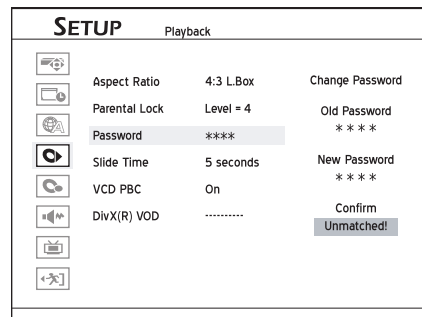 SETUP Playback
Aspect Ratio 4:3 L.Box
Parental Lock Level = 4
Password ****
Slide Time 5 seconds
VCD PBC On
DivX(R) VOD ----------
Change Password
Old Password
* * * *
New Password
* * * *
Confirm
Unmatched!